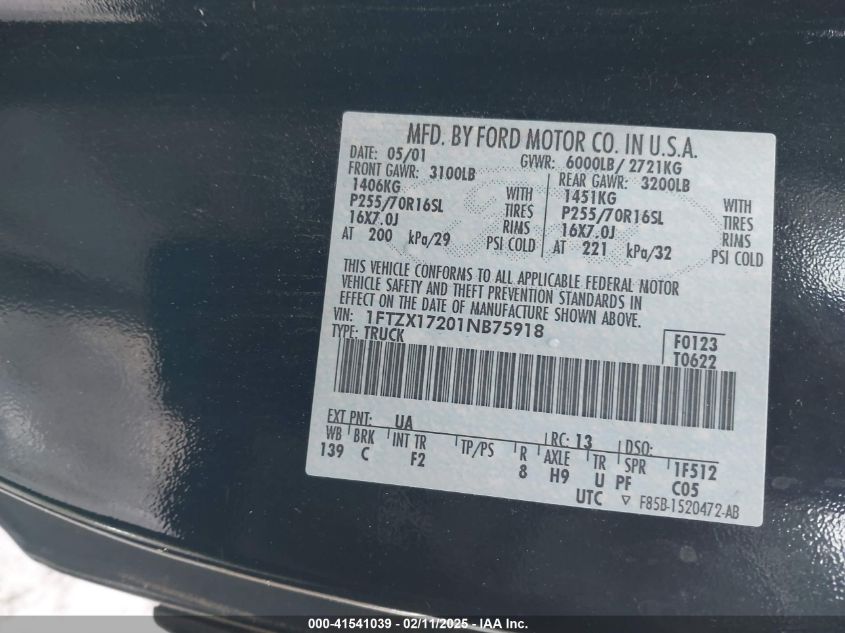 MFD. BY FORD MOTOR CO. IN U.S.A.
DATE: 05/01 GVWR: 6000LB/ 2721KG
FRONT GAWR: 3100LB REAR GAWR: 3200LB
1406KG WITH 1451KG WITH
P255/70R16SL TIRES P255/70R16SL TIRES
16X7.0J RIMS 16X7.0J RIMS
AT 200 kPa/29 PSI COLD AT 221 kPa/32 PSI COLD
THIS VEHICLE CONFORMS TO ALL APPLICABLE FEDERAL MOTOR
VEHICLE SAFETY AND THEFT PREVENTION STANDARDS IN
EFFECT ON THE DATE OF MANUFACTURE SHOWN ABOVE.
VIN: 1FTZX17201NB75918
TYPE: TRUCK
F0123
T0622
EXT PNT: UA RC: 13 DSO:
WB BRK INT TR TP/PS R AXLE TR SPR 1F512
139 C F2 8 H9 U PF C05
UTC ▽ F85B-1520472-AB
000-41541039 - 02/11/2025 - IAA Inc.